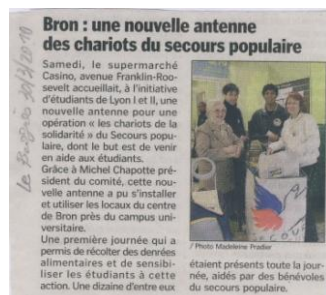 Bron : une nouvelle antenne
des chariots du secours populaire
Samedi, le supermarché
Casino, avenue Franklin-Roo-
sevelt accueillait, à l'initiative
d'étudiants de Lyon I et II, une
nouvelle antenne pour une
opération « les chariots de la
solidarité » du Secours popu-
laire, dont le but est de venir
en aide aux étudiants.
Grâce à Michel Chapotte pré-
sident du comité, cette nou-
velle antenne a pu s'installer
et utiliser les locaux du centre
de Bron près du campus uni-
versitaire.
Une première journée qui a
permis de récolter des denrées
alimentaires et de sensibi-
liser les étudiants à cette
action. Une dizaine d'entre eux
/ Photo Madeleine Pradier
étaient présents toute la jour-
née, aidés par des bénévoles
du secours populaire.
Le Progrès